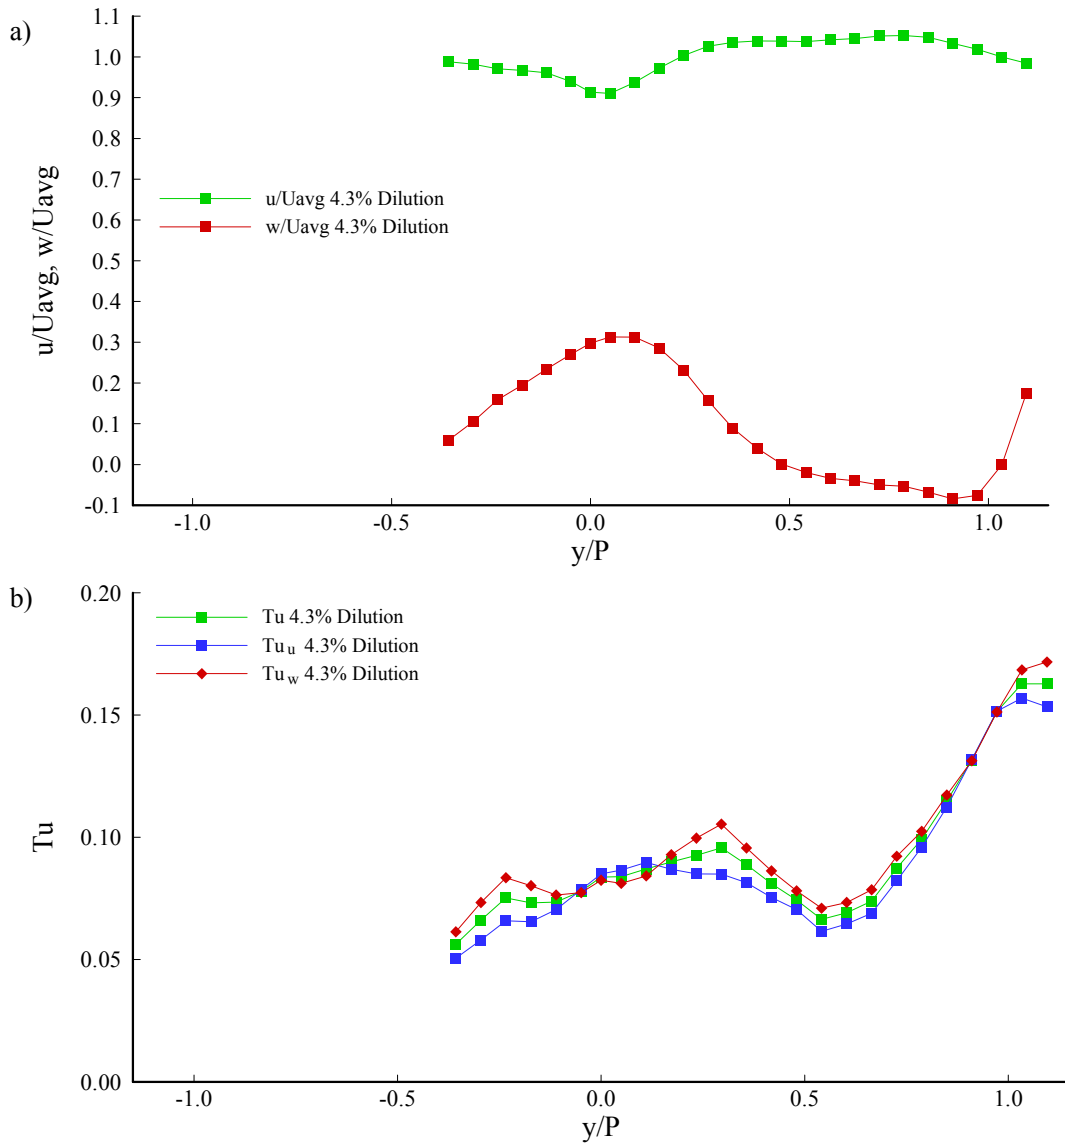 a)
1.1
1.0
0.9
0.8
0.7
0.6
0.5
0.4
0.3
0.2
0.1
0.0
-0.1
u/Uavg, w/Uavg
u/Uavg 4.3% Dilution
w/Uavg 4.3% Dilution
-1.0 -0.5 0.0 0.5 1.0
y/P
b)
0.20
0.15
0.10
0.05
0.00
Tu
Tu 4.3% Dilution
Tu u 4.3% Dilution
Tu w 4.3% Dilution
-1.0 -0.5 0.0 0.5 1.0
y/P